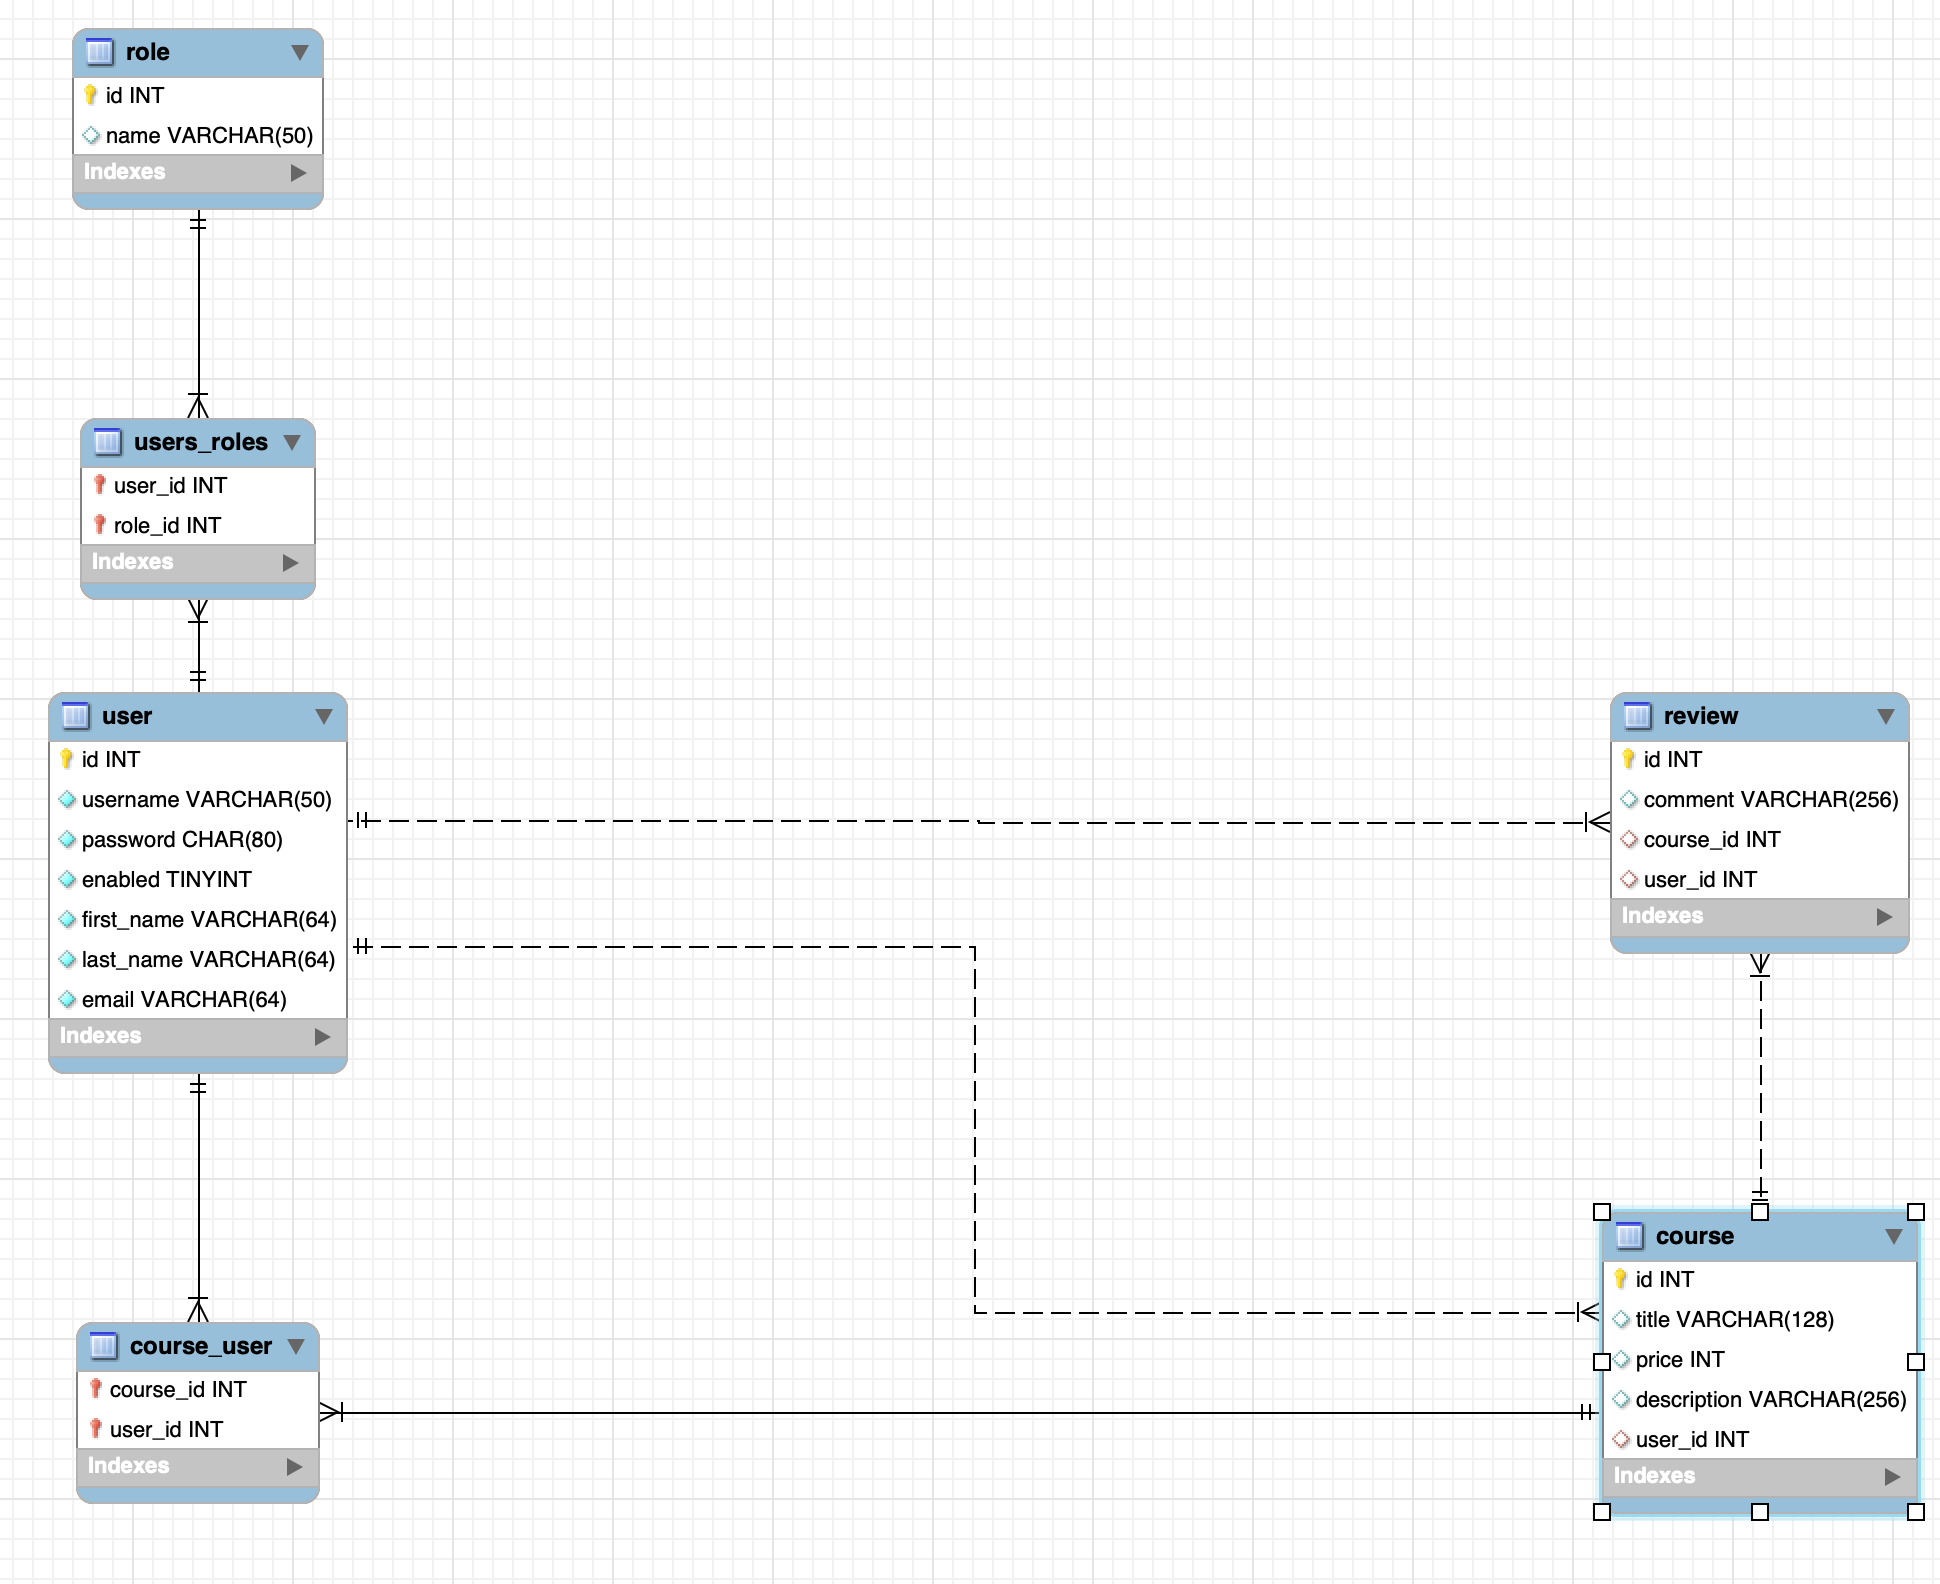 role
id INT
name VARCHAR(50)
Indexes
users_roles
user_id INT
role_id INT
Indexes
user
id INT
username VARCHAR(50)
password CHAR(80)
enabled TINYINT
first_name VARCHAR(64)
last_name VARCHAR(64)
email VARCHAR(64)
Indexes
review
id INT
comment VARCHAR(256)
course_id INT
user_id INT
Indexes
course_user
course_id INT
user_id INT
Indexes
course
id INT
title VARCHAR(128)
price INT
description VARCHAR(256)
user_id INT
Indexes